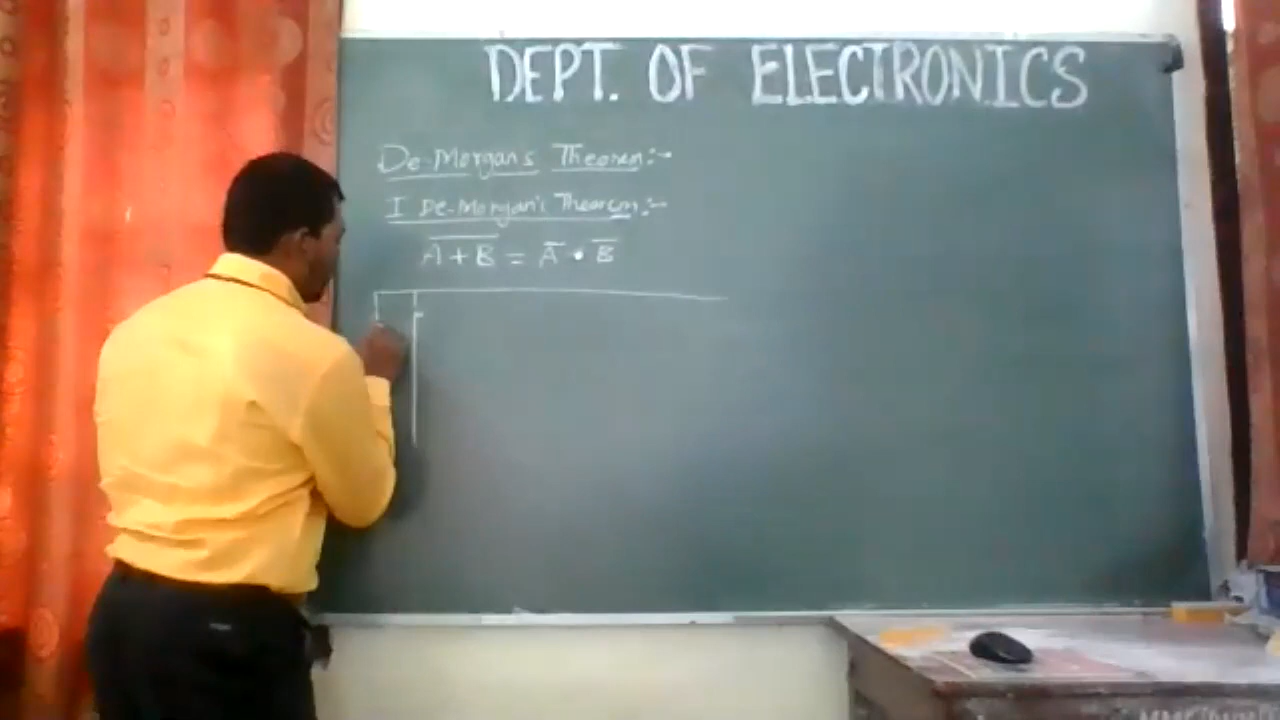 DEPT. OF ELECTRONICS
De-Morgan's Theorem:-
I De-Morgan's Theorem:-
A̅ ̅+̅ ̅B̅ = A̅ • B̅